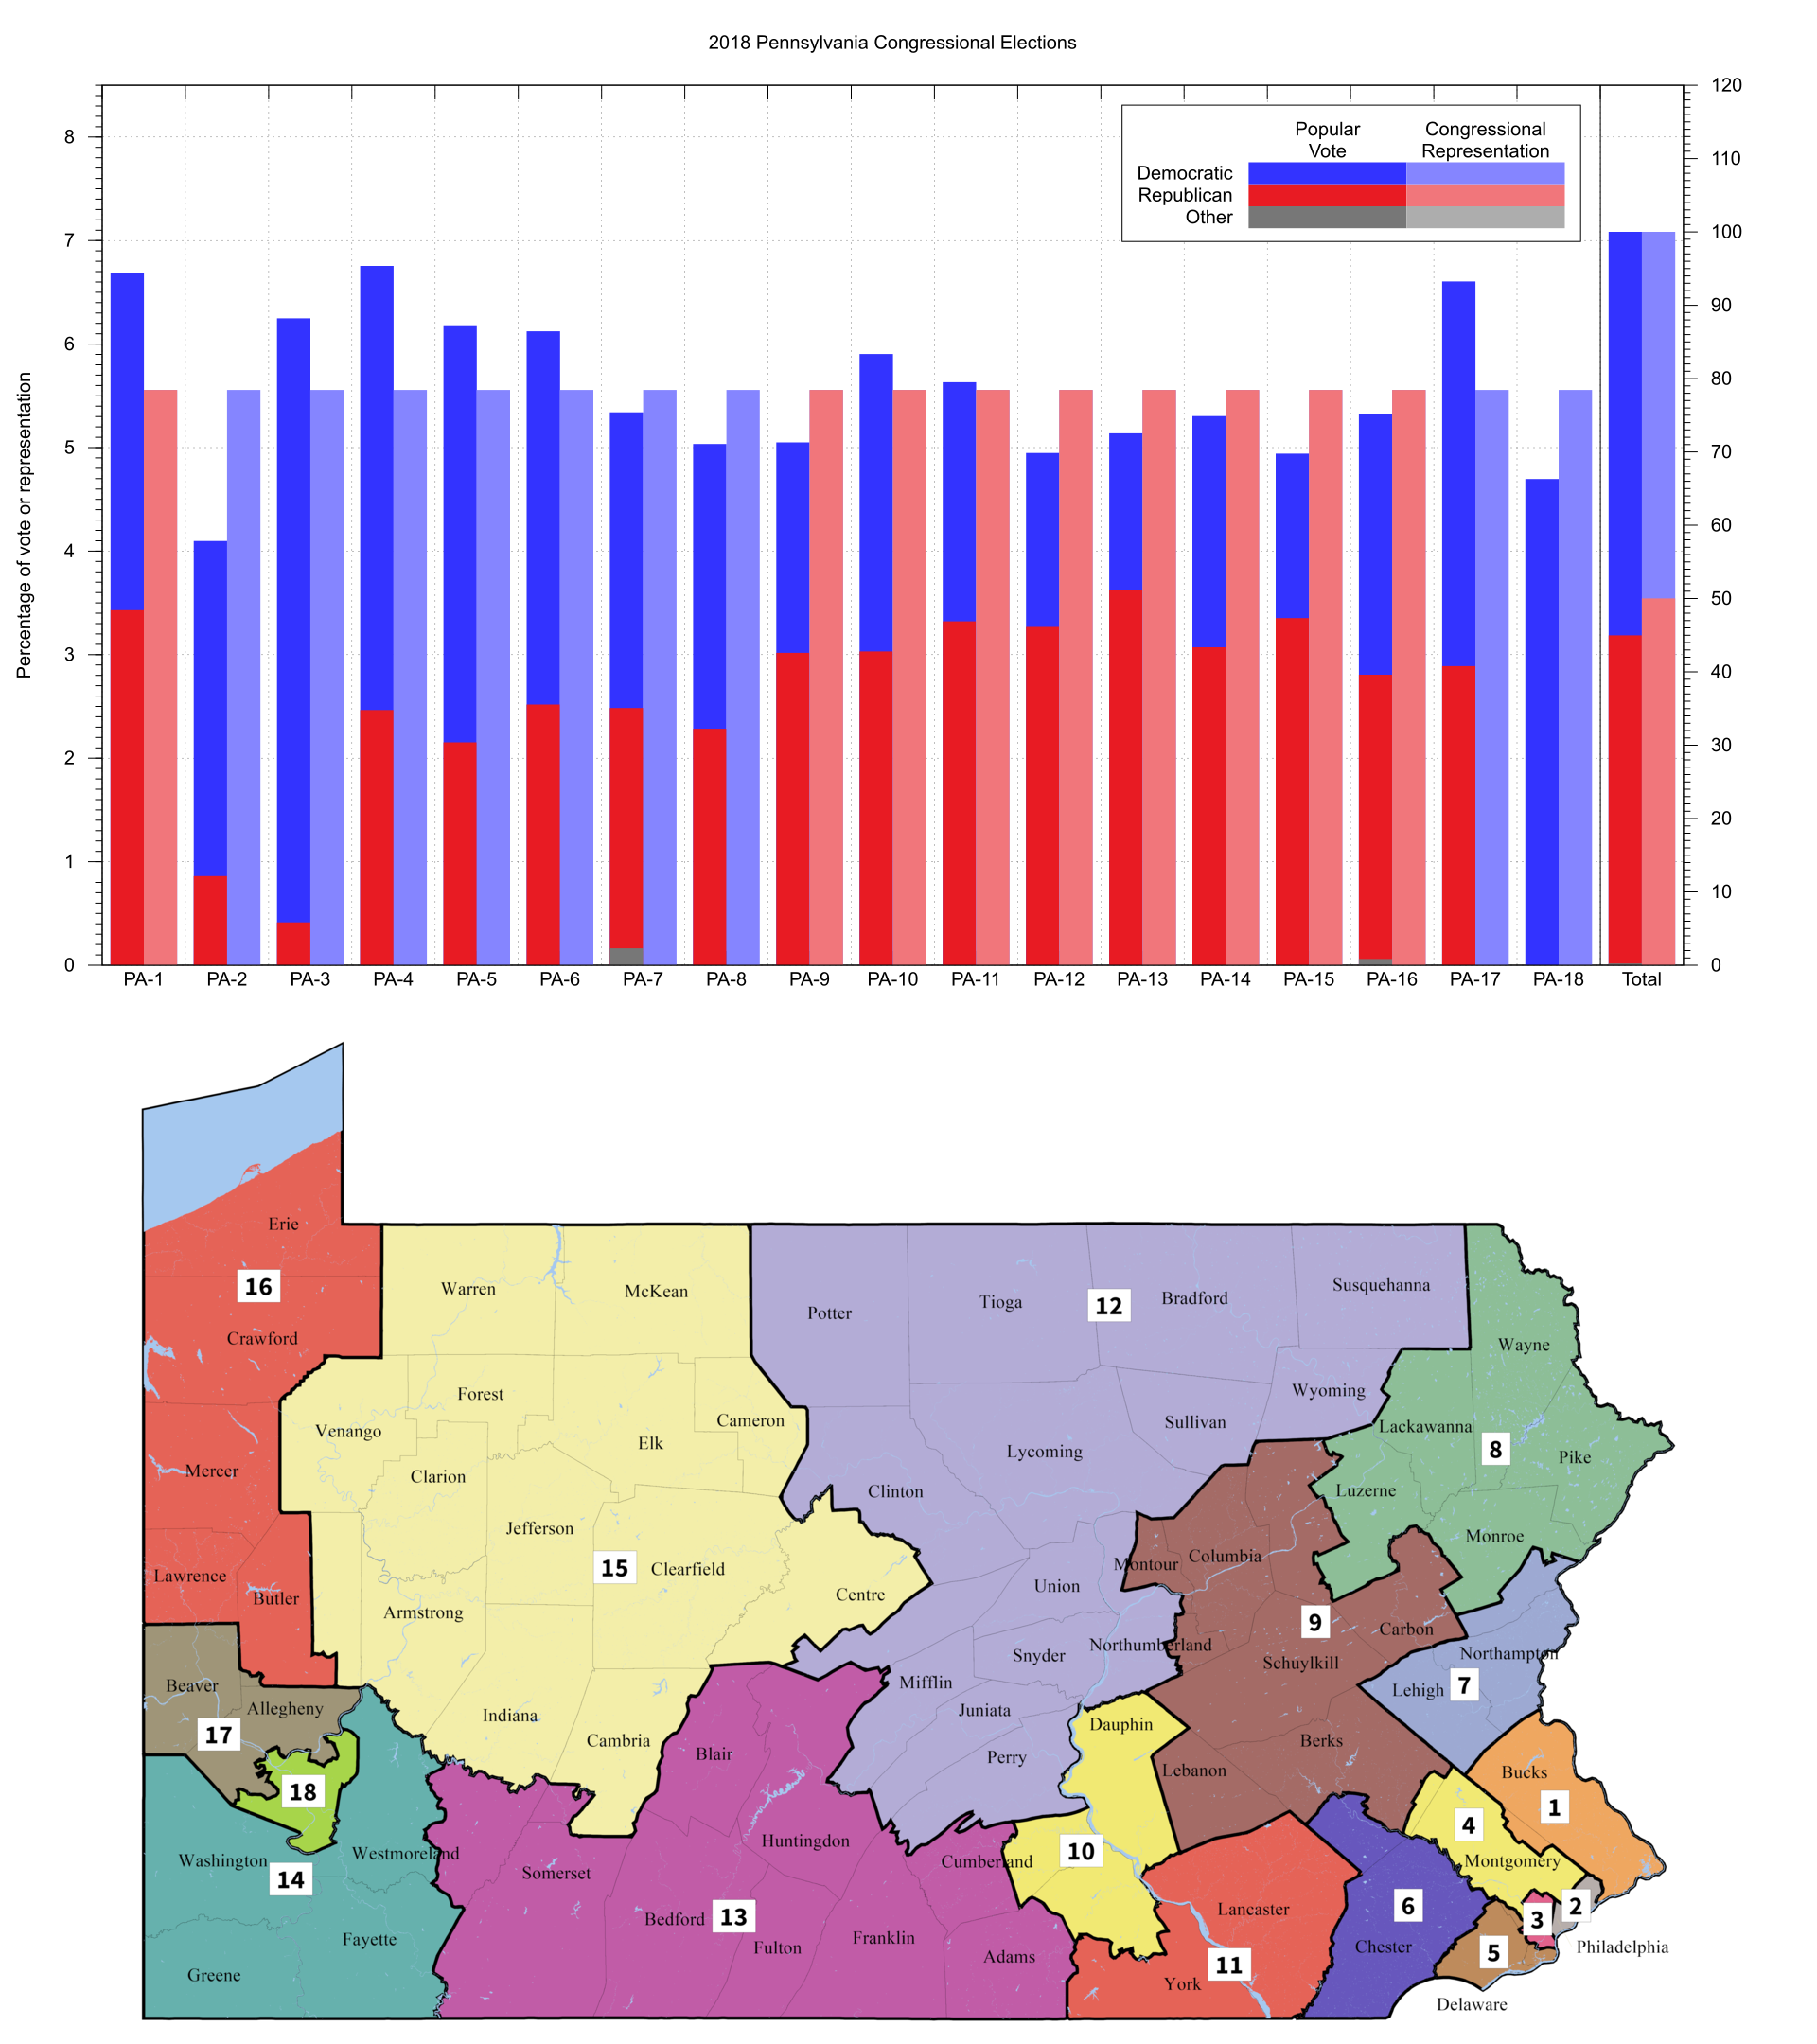 2018 Pennsylvania Congressional Elections
Popular Vote
Congressional Representation
Democratic
Republican
Other
Percentage of vote or representation
8
7
6
5
4
3
2
1
0
120
110
100
90
80
70
60
50
40
30
20
10
0
PA-1 PA-2 PA-3 PA-4 PA-5 PA-6 PA-7 PA-8 PA-9 PA-10 PA-11 PA-12 PA-13 PA-14 PA-15 PA-16 PA-17 PA-18 Total
Erie
16
Crawford
Mercer
Lawrence
Butler
Warren
McKean
Forest
Venango
Cameron
Elk
Clarion
Jefferson
15
Clearfield
Centre
Armstrong
Indiana
Cambria
Potter
Tioga
12
Bradford
Susquehanna
Wyoming
Sullivan
Lycoming
Clinton
Union
Snyder
Northumberland
Mifflin
Juniata
Perry
Wayne
Lackawanna
8
Pike
Luzerne
Monroe
Montour
Columbia
9
Carbon
Schuylkill
Berks
Lebanon
Northampton
Lehigh
7
Beaver
Allegheny
17
18
Washington
Westmoreland
14
Fayette
Greene
Blair
Huntingdon
Somerset
Bedford
13
Fulton
Franklin
Cumberland
Adams
Dauphin
10
Lancaster
11
York
Bucks
1
4
Montgomery
2
3
6
Chester
5
Philadelphia
Delaware